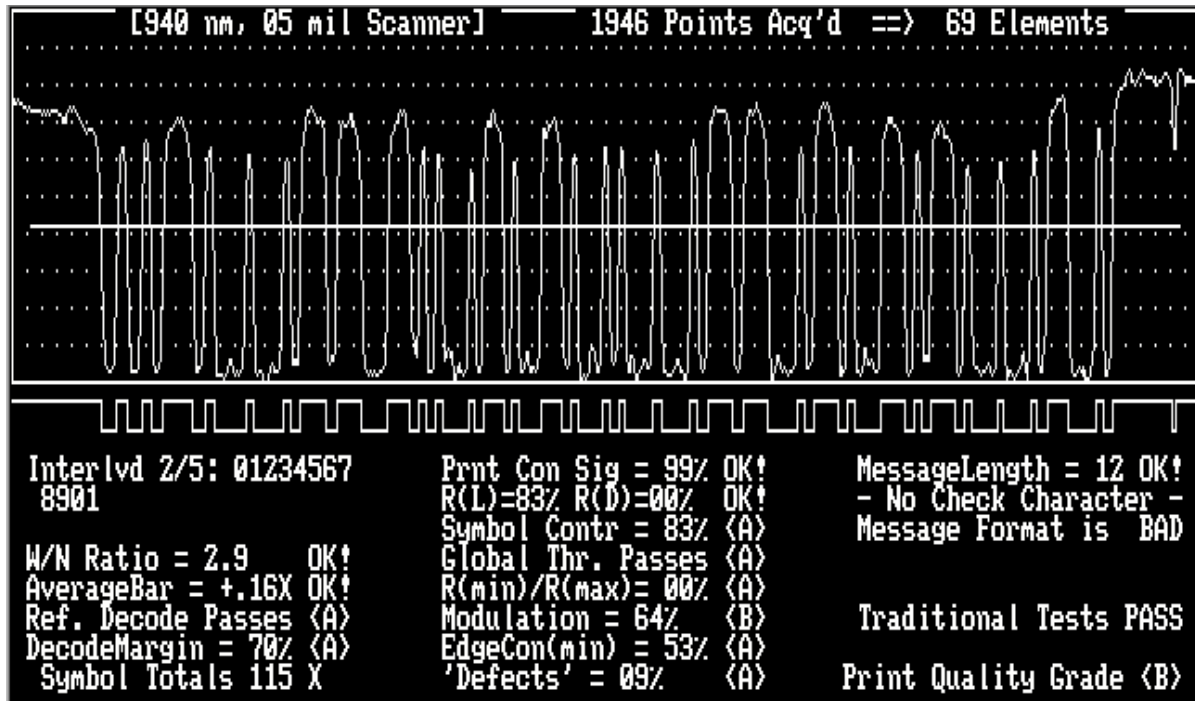 [940 nm, 05 mil Scanner] 1946 Points Acq'd ==> 69 Elements
Interlvd 2/5: 01234567
8901
W/N Ratio = 2.9 OK!
AverageBar = +.16X OK!
Ref. Decode Passes <A>
DecodeMargin = 70% <A>
Symbol Totals 115 X
Prnt Con Sig = 99% OK!
R(L)=83% R(D)=00% OK!
Symbol Contr = 83% <A>
Global Thr. Passes <A>
R(min)/R(max)= 00% <A>
Modulation = 64% <B>
EdgeCon(min) = 53% <A>
'Defects' = 09% <A>
MessageLength = 12 OK!
- No Check Character -
Message Format is BAD
Traditional Tests PASS
Print Quality Grade <B>